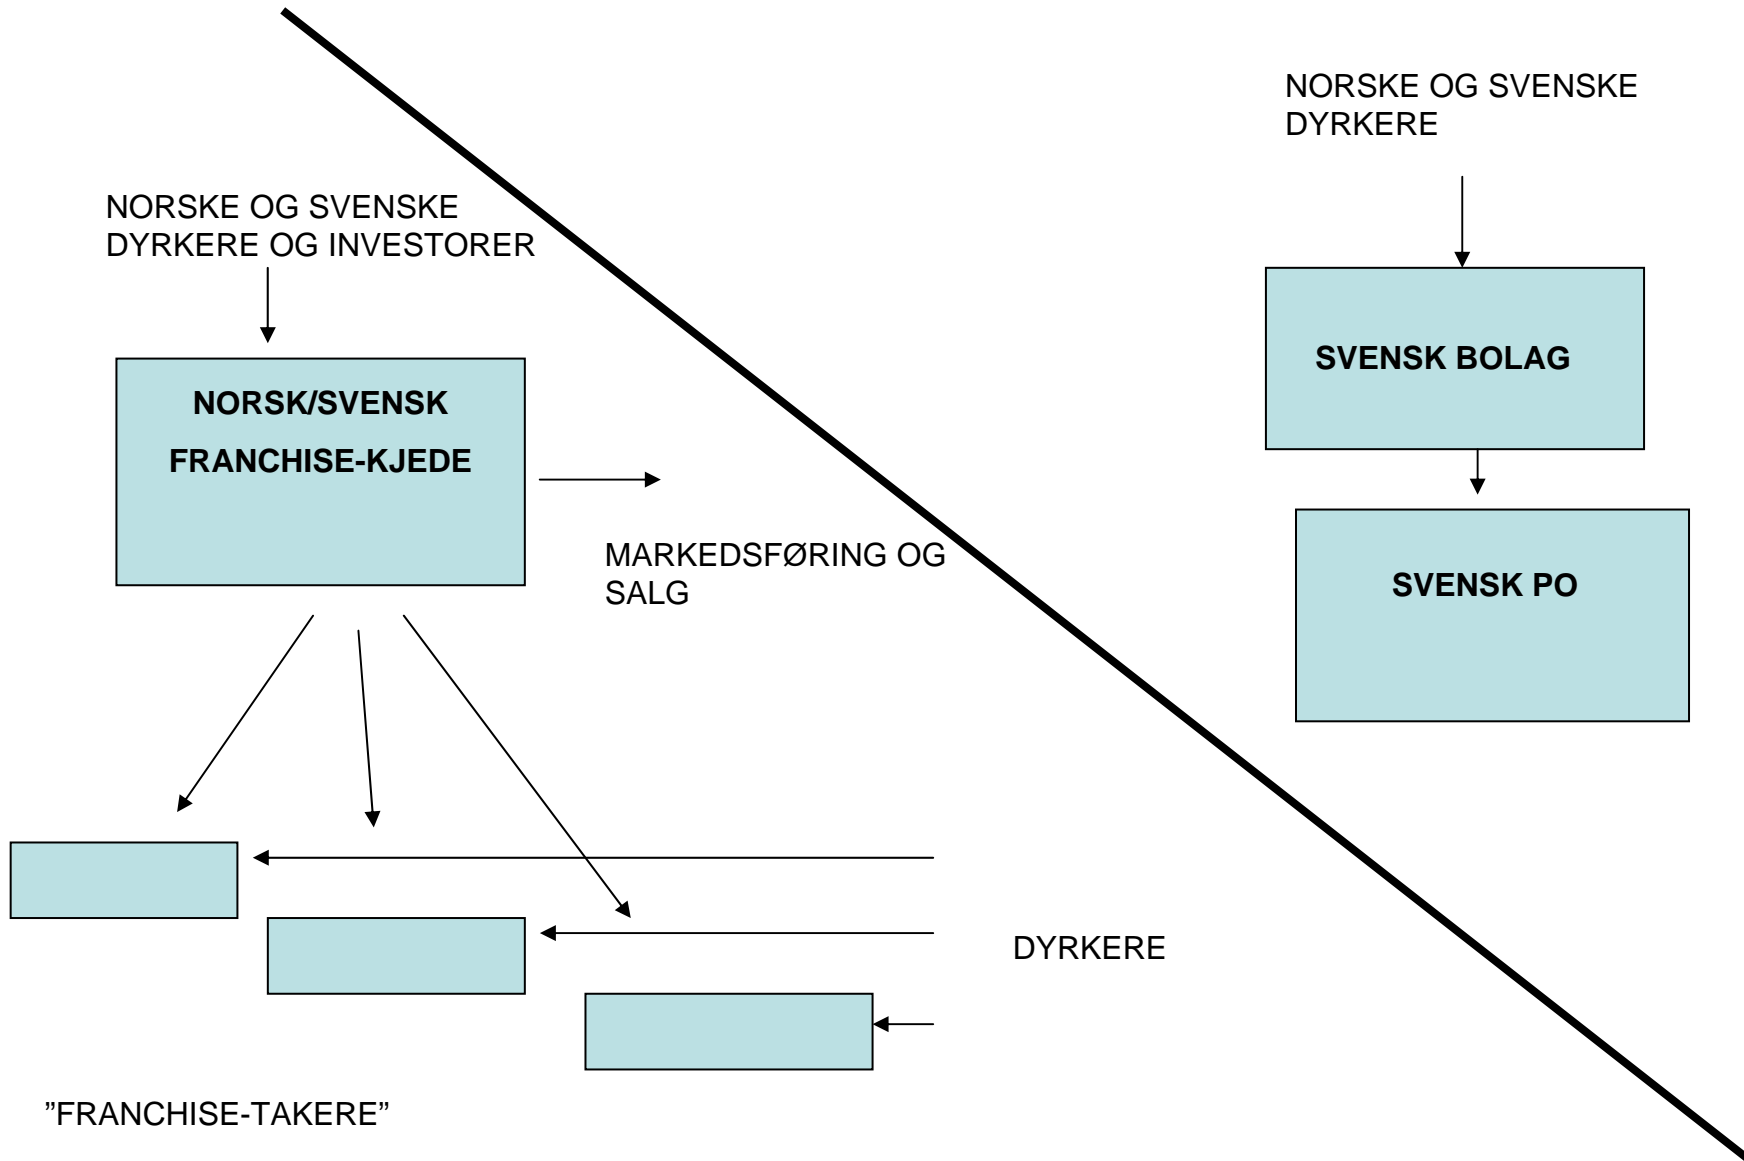 NORSKE OG SVENSKE
DYRKERE
NORSKE OG SVENSKE
DYRKERE OG INVESTORER
SVENSK BOLAG
NORSK/SVENSK
FRANCHISE-KJEDE
MARKEDSFØRING OG
SALG
SVENSK PO
DYRKERE
”FRANCHISE-TAKERE”